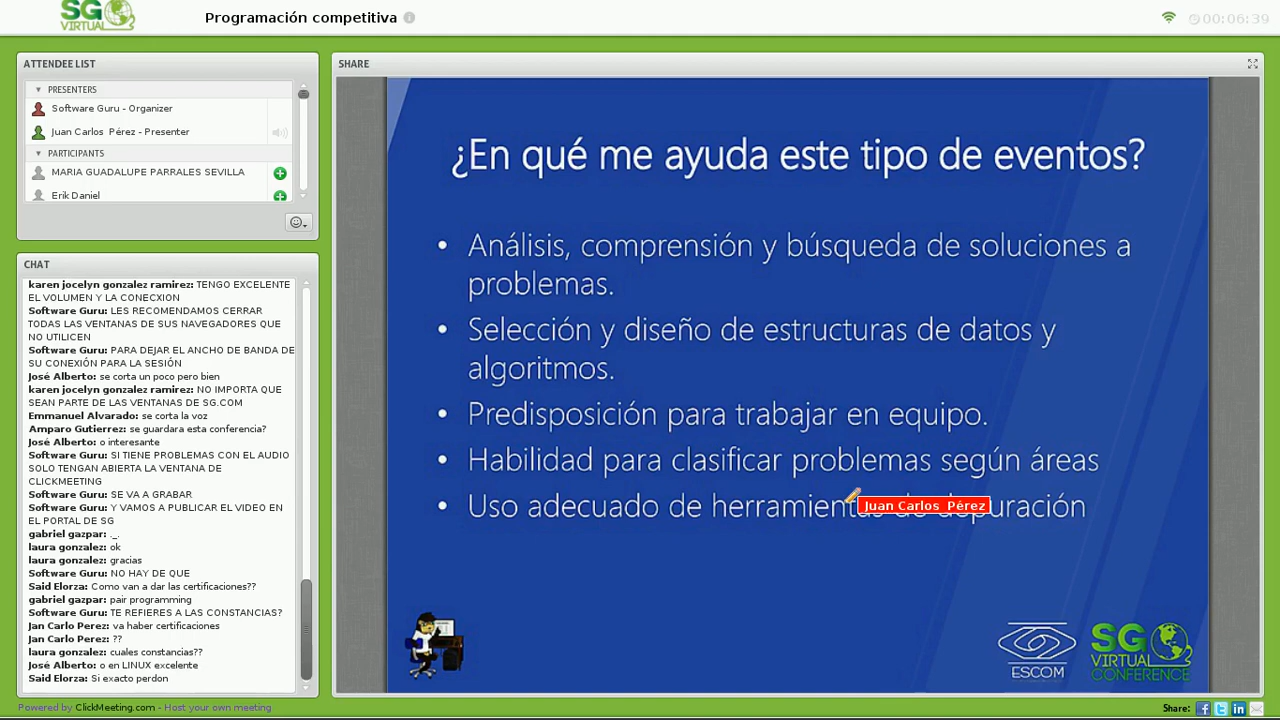 SG VIRTUAL
Programación competitiva
00:06:39
ATTENDEE LIST
PRESENTERS
Software Guru - Organizer
Juan Carlos Pérez - Presenter
PARTICIPANTS
MARIA GUADALUPE PARRALES SEVILLA
Erik Daniel
CHAT
karen jocelyn gonzalez ramirez: TENGO EXCELENTE
EL VOLUMEN Y LA CONECXION
Software Guru: LES RECOMENDAMOS CERRAR
TODAS LAS VENTANAS DE SUS NAVEGADORES QUE
NO UTILICEN
Software Guru: PARA DEJAR EL ANCHO DE BANDA DE
SU CONEXIÓN PARA LA SESIÓN
José Alberto: se corta un poco pero bien
karen jocelyn gonzalez ramirez: NO IMPORTA QUE
SEAN PARTE DE LAS VENTANAS DE SG.COM
Emmanuel Alvarado: se corta la voz
Amparo Gutierrez: se guardara esta conferencia?
José Alberto: o interesante
Software Guru: SI TIENE PROBLEMAS CON EL AUDIO
SOLO TENGAN ABIERTA LA VENTANA DE
CLICKMEETING
Software Guru: SE VA A GRABAR
Software Guru: Y VAMOS A PUBLICAR EL VIDEO EN
EL PORTAL DE SG
gabriel gazpar: ._.
laura gonzalez: ok
laura gonzalez: gracias
Software Guru: NO HAY DE QUE
Said Elorza: Como van a dar las certificaciones??
gabriel gazpar: pair programming
Software Guru: TE REFIERES A LAS CONSTANCIAS?
Jan Carlo Perez: va haber certificaciones
Jan Carlo Perez: ??
laura gonzalez: cuales constancias??
José Alberto: o en LINUX excelente
Said Elorza: Si exacto perdon
SHARE
¿En qué me ayuda este tipo de eventos?
• Análisis, comprensión y búsqueda de soluciones a
problemas.
• Selección y diseño de estructuras de datos y
algoritmos.
• Predisposición para trabajar en equipo.
• Habilidad para clasificar problemas según áreas
• Uso adecuado de herramientas de depuración
Juan Carlos Pérez
ESCOM
SG VIRTUAL CONFERENCE
Powered by ClickMeeting.com - Host your own meeting
Share: